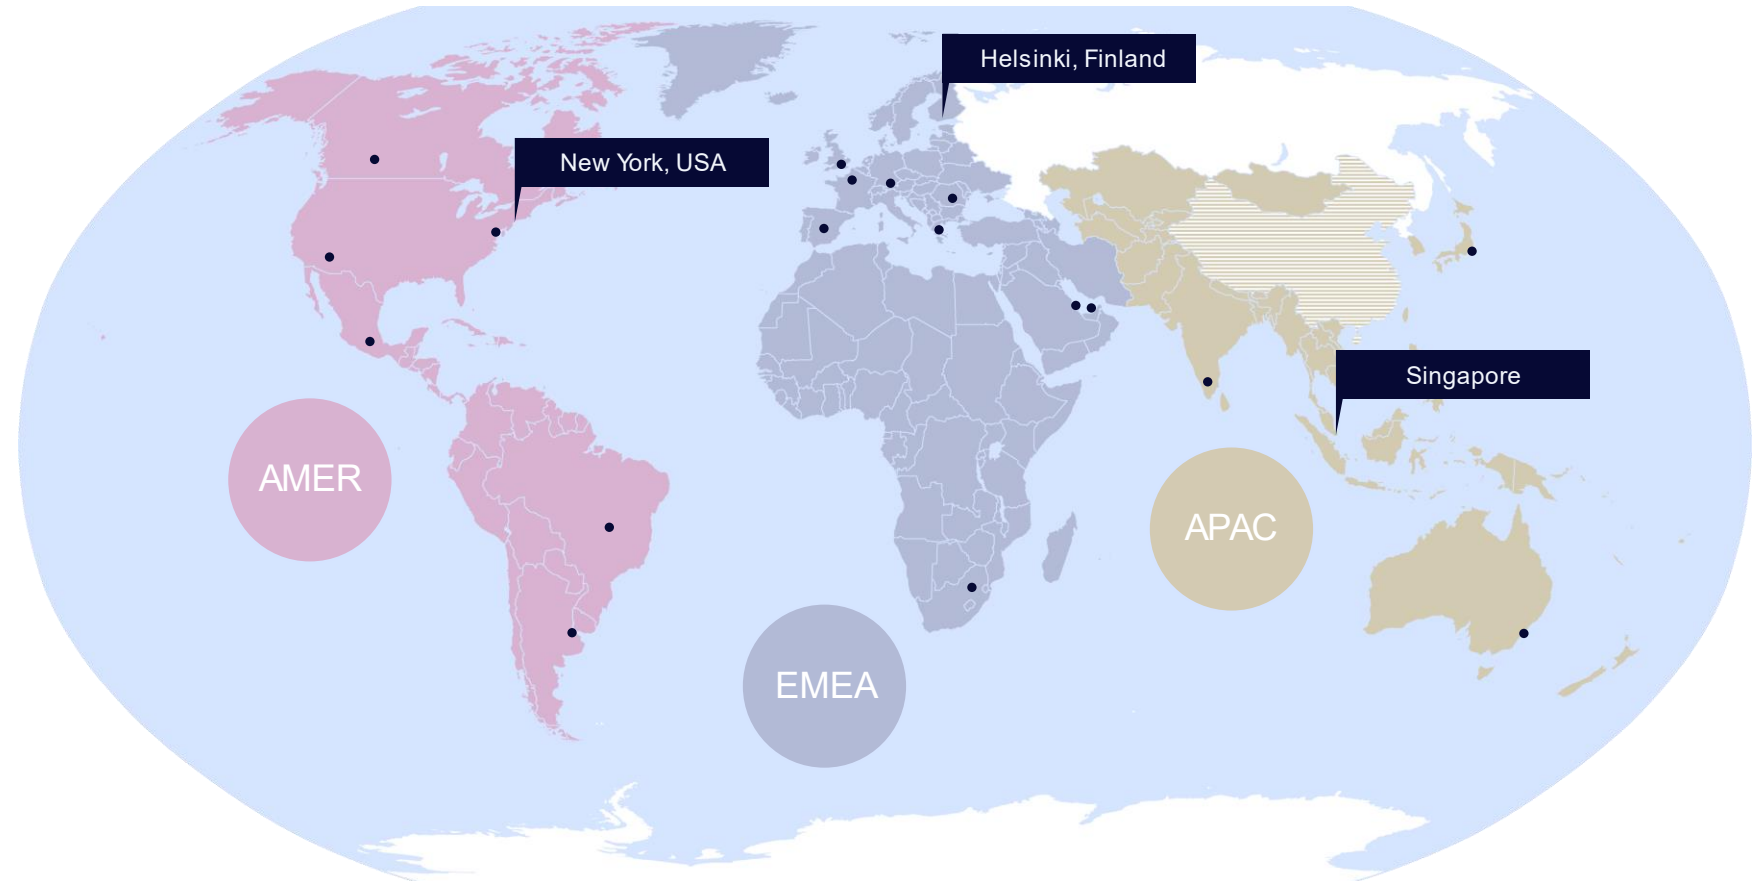 Helsinki, Finland
New York, USA
Singapore
AMER
APAC
EMEA